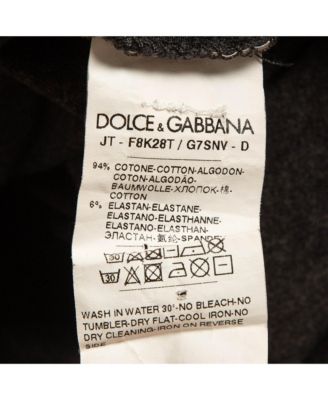 DOLCE & GABBANA
JT - F8K28T / G7SNV - D
94% COTONE-COTTON-ALGODON-
COTON-ALGODÃO-
BAUMWOLLE-ХЛОПОК-棉-
COTTON
6% ELASTAN-ELASTANE-
ELASTANO-ELASTHANNE-
ELASTANO-ELASTHAN-
ЭЛАСТАН-氨纶-SPANDEX
30
30
WASH IN WATER 30°-NO BLEACH-NO
TUMBLER-DRY FLAT-COOL IRON-NO
DRY CLEANING-IRON ON REVERSE
SIDE